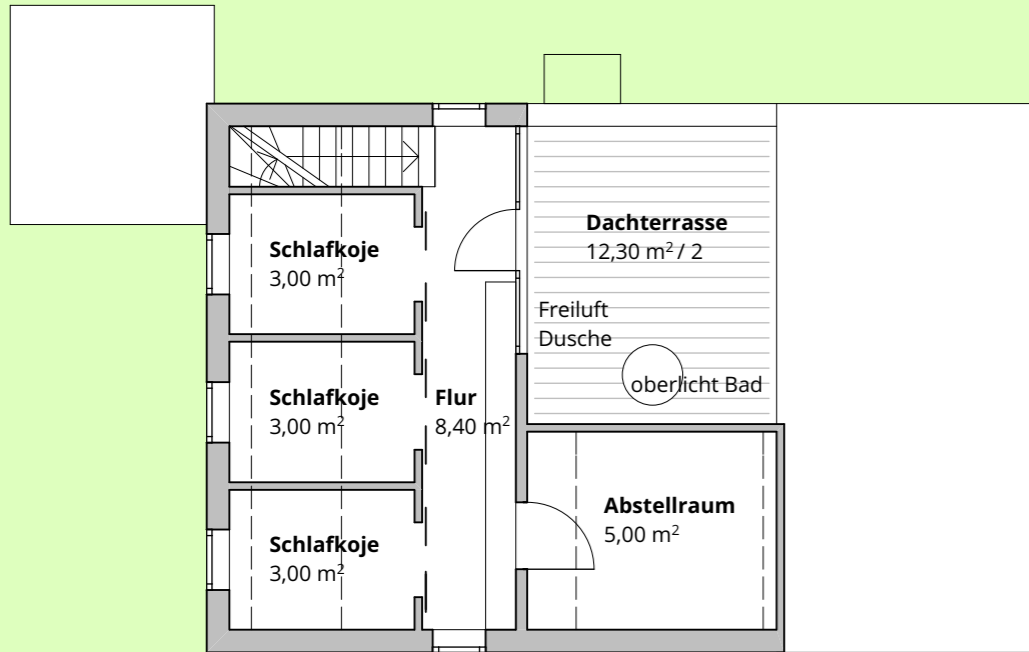 Dachterrasse
12,30 m² / 2
Schlafkoje
3,00 m²
Freiluft
Dusche
oberlicht Bad
Schlafkoje
3,00 m²
Flur
8,40 m²
Abstellraum
5,00 m²
Schlafkoje
3,00 m²